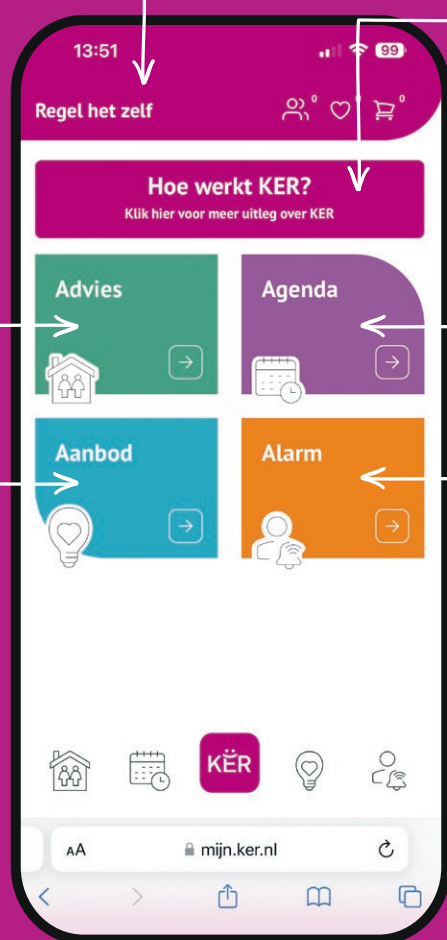 13:51
99
Regel het zelf
0
0
0
Hoe werkt KER?
Klik hier voor meer uitleg over KER
Advies
Agenda
Aanbod
Alarm
KËR
AA
mijn.ker.nl